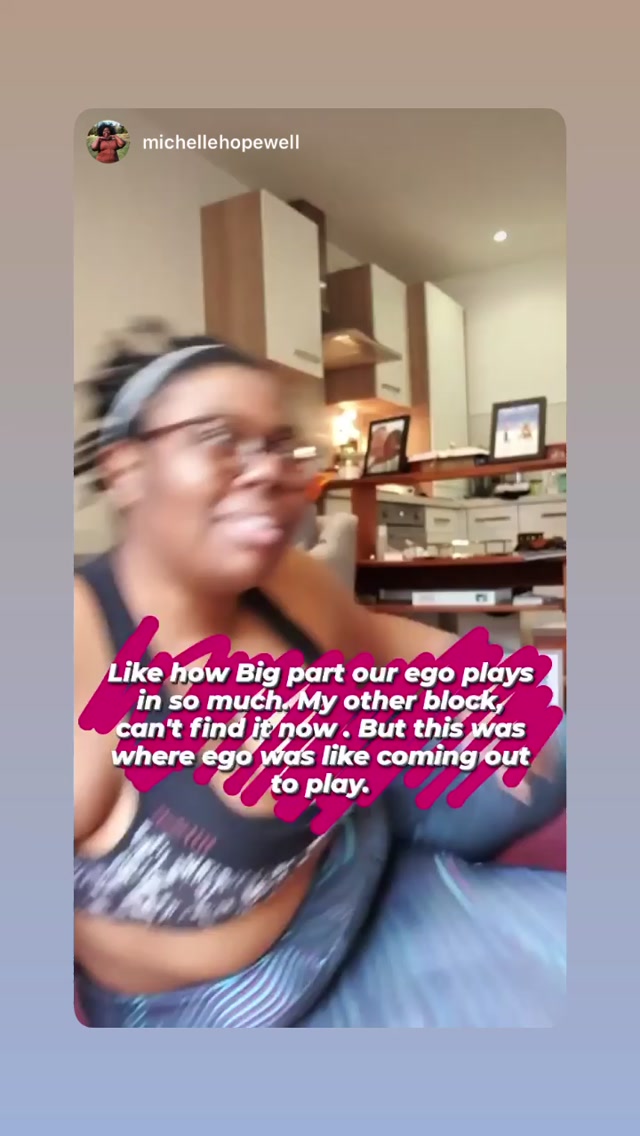 michellehopewell
Like how Big part our ego plays
in so much. My other block,
can't find it now . But this was
where ego was like coming out
to play.